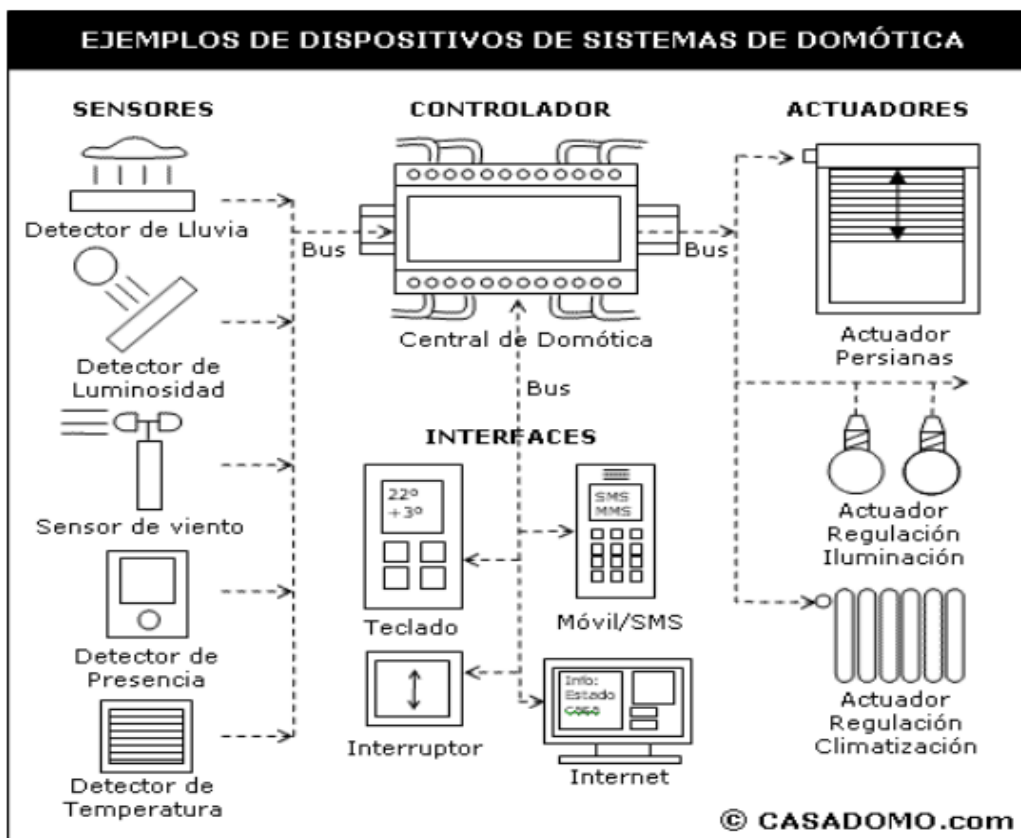 EJEMPLOS DE DISPOSITIVOS DE SISTEMAS DE DOMÓTICA
SENSORES
Detector de Lluvia
Detector de
Luminosidad
Sensor de viento
Detector de
Presencia
Detector de
Temperatura
CONTROLADOR
Bus
Bus
Central de Domótica
Bus
INTERFACES
22º
+3º
Teclado
SMS
MMS
Móvil/SMS
Interruptor
Info:
Estado
casa
Internet
ACTUADORES
Actuador
Persianas
Actuador
Regulación
Iluminación
Actuador
Regulación
Climatización
© CASADOMO.com